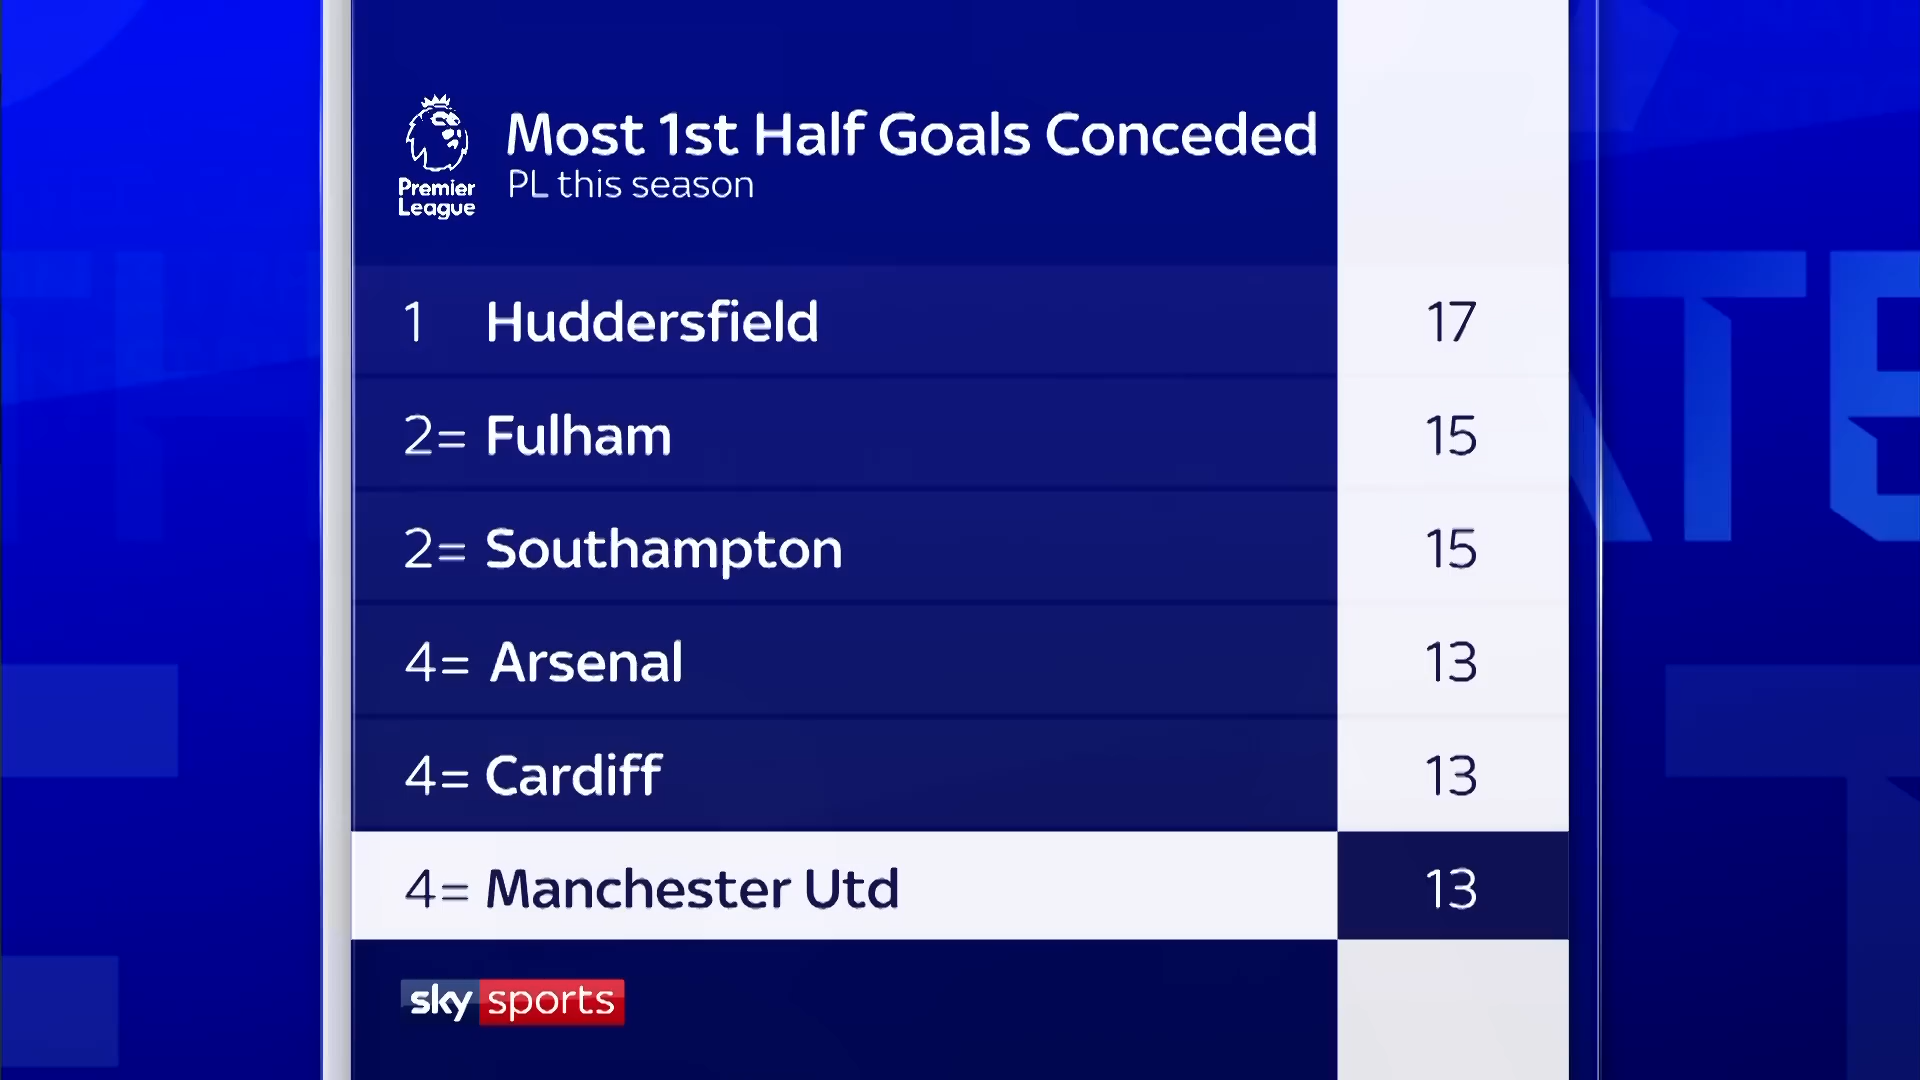 Most 1st Half Goals Conceded
PL this season
Premier
League
1 Huddersfield 17
2= Fulham 15
2= Southampton 15
4= Arsenal 13
4= Cardiff 13
4= Manchester Utd 13
sky sports